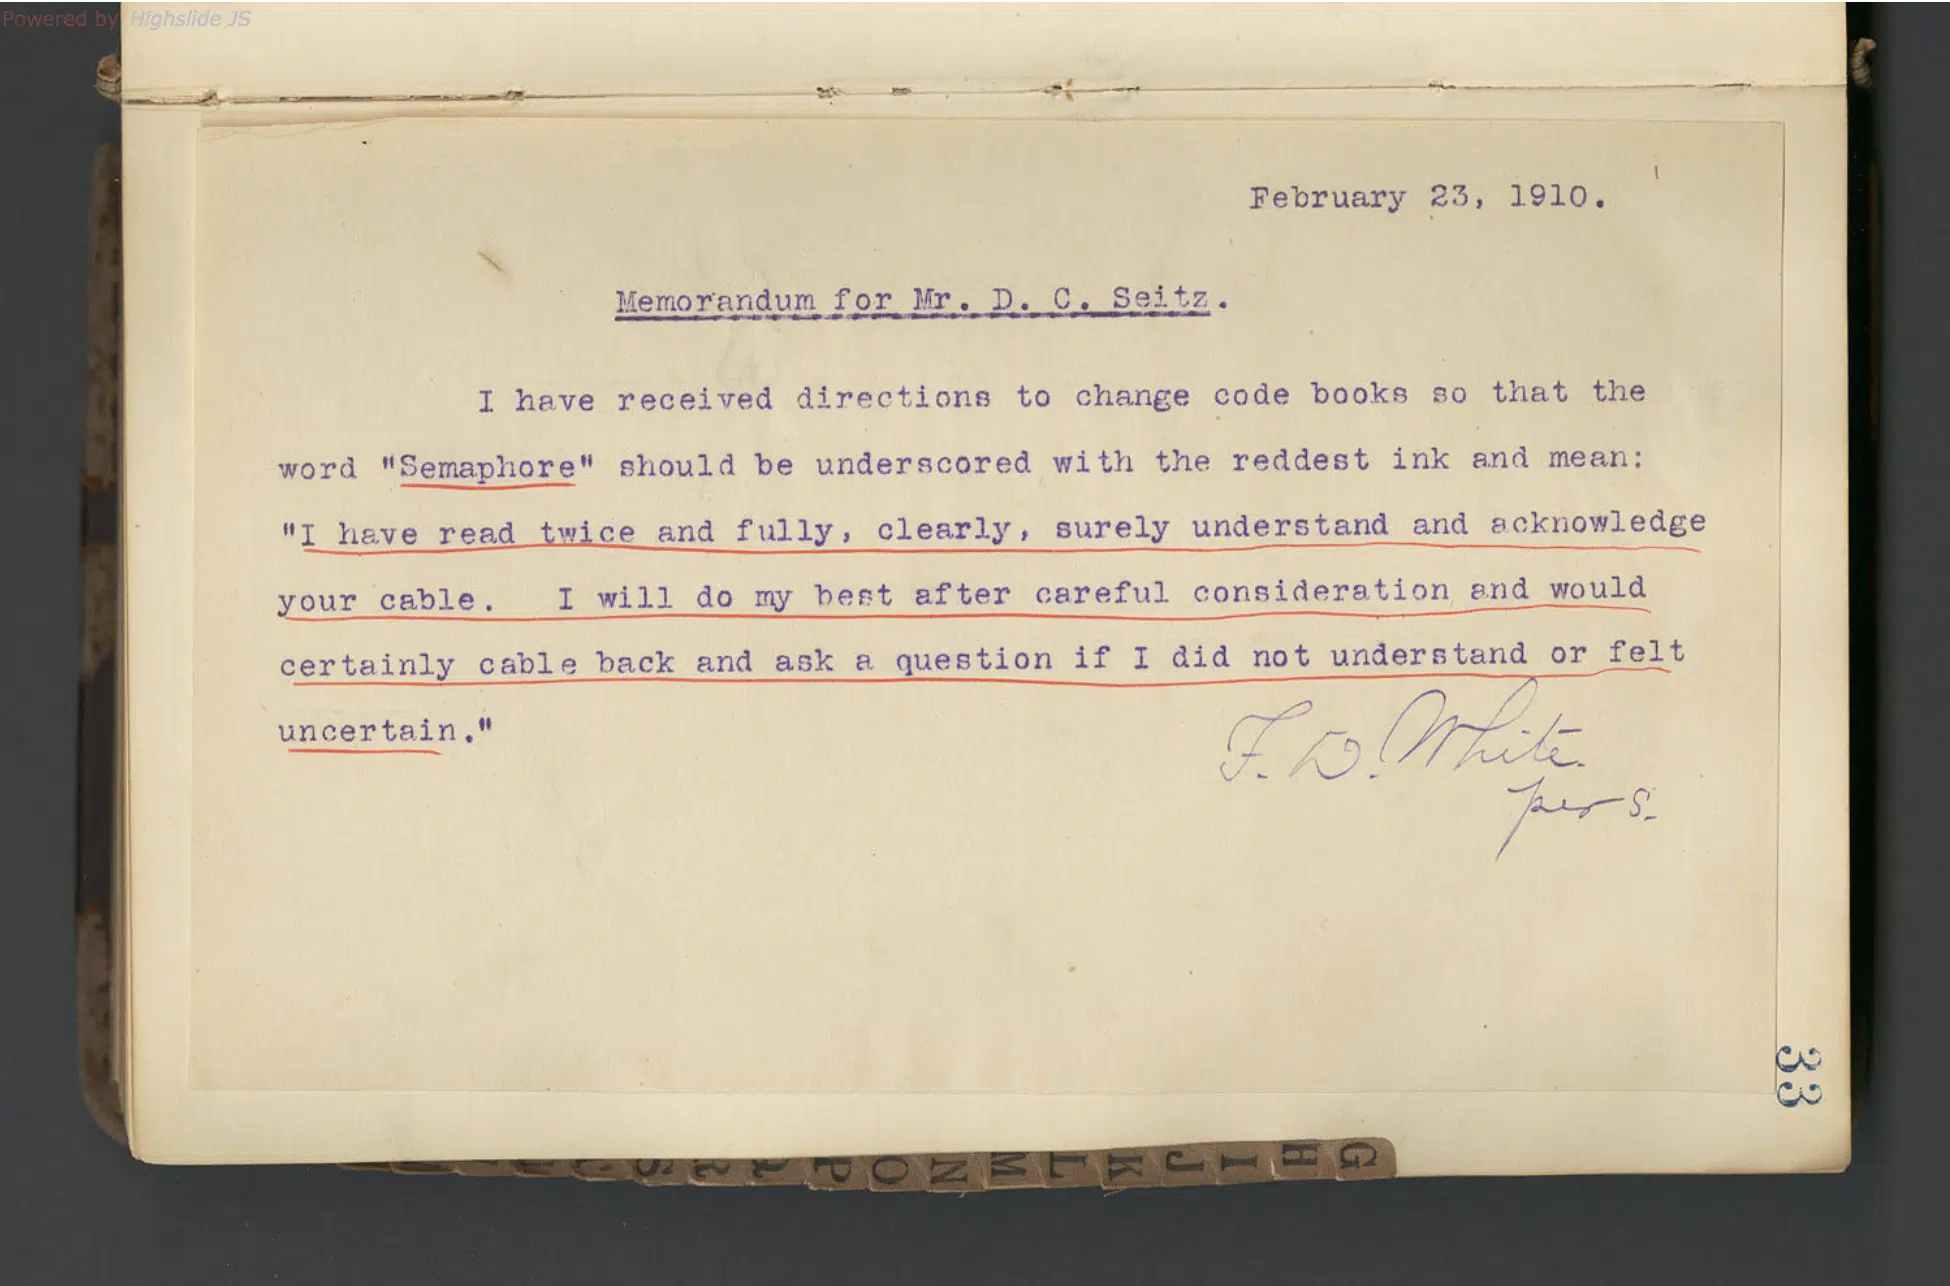 Powered by Highslide JS
February 23, 1910.
Memorandum for Mr. D. C. Seitz.
I have received directions to change code books so that the
word "Semaphore" should be underscored with the reddest ink and mean:
"I have read twice and fully, clearly, surely understand and acknowledge
your cable. I will do my best after careful consideration and would
certainly cable back and ask a question if I did not understand or felt
uncertain."
F. D. White.
per S.
33
S
P O N M L K J I H G